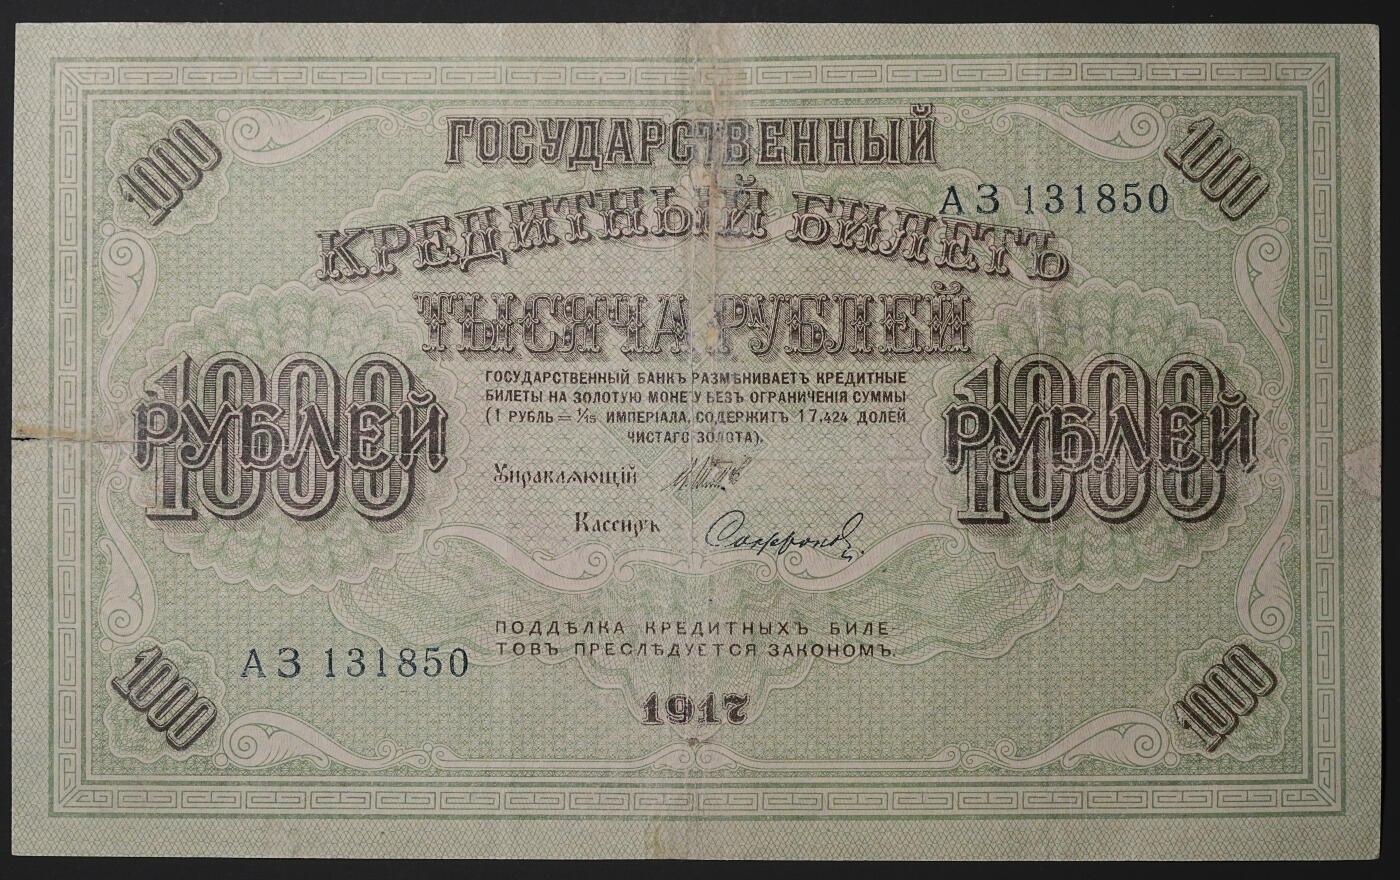 1000
1000
ГОСУДАРСТВЕННЫЙ
АЗ 131850
КРЕДИТНЫЙ БИЛЕТЪ
ТЫСЯЧА РУБЛЕЙ
1000
РУБЛЕЙ
1000
РУБЛЕЙ
ГОСУДАРСТВЕННЫЙ БАНКЪ РАЗМѢНИВАЕТЪ КРЕДИТНЫЕ
БИЛЕТЫ НА ЗОЛОТУЮ МОНЕТУ БЕЗЪ ОГРАНИЧЕНІЯ СУММЫ
(1 РУБЛЬ = 1/15 ИМПЕРІАЛА, СОДЕРЖИТЪ 17.424 ДОЛЕЙ
ЧИСТАГО ЗОЛОТА).
Управляющій
Кассиръ
Софронов
ПОДДѢЛКА КРЕДИТНЫХЪ БИЛЕ-
ТОВЪ ПРЕСЛѢДУЕТСЯ ЗАКОНОМЪ.
АЗ 131850
1917
1000
1000